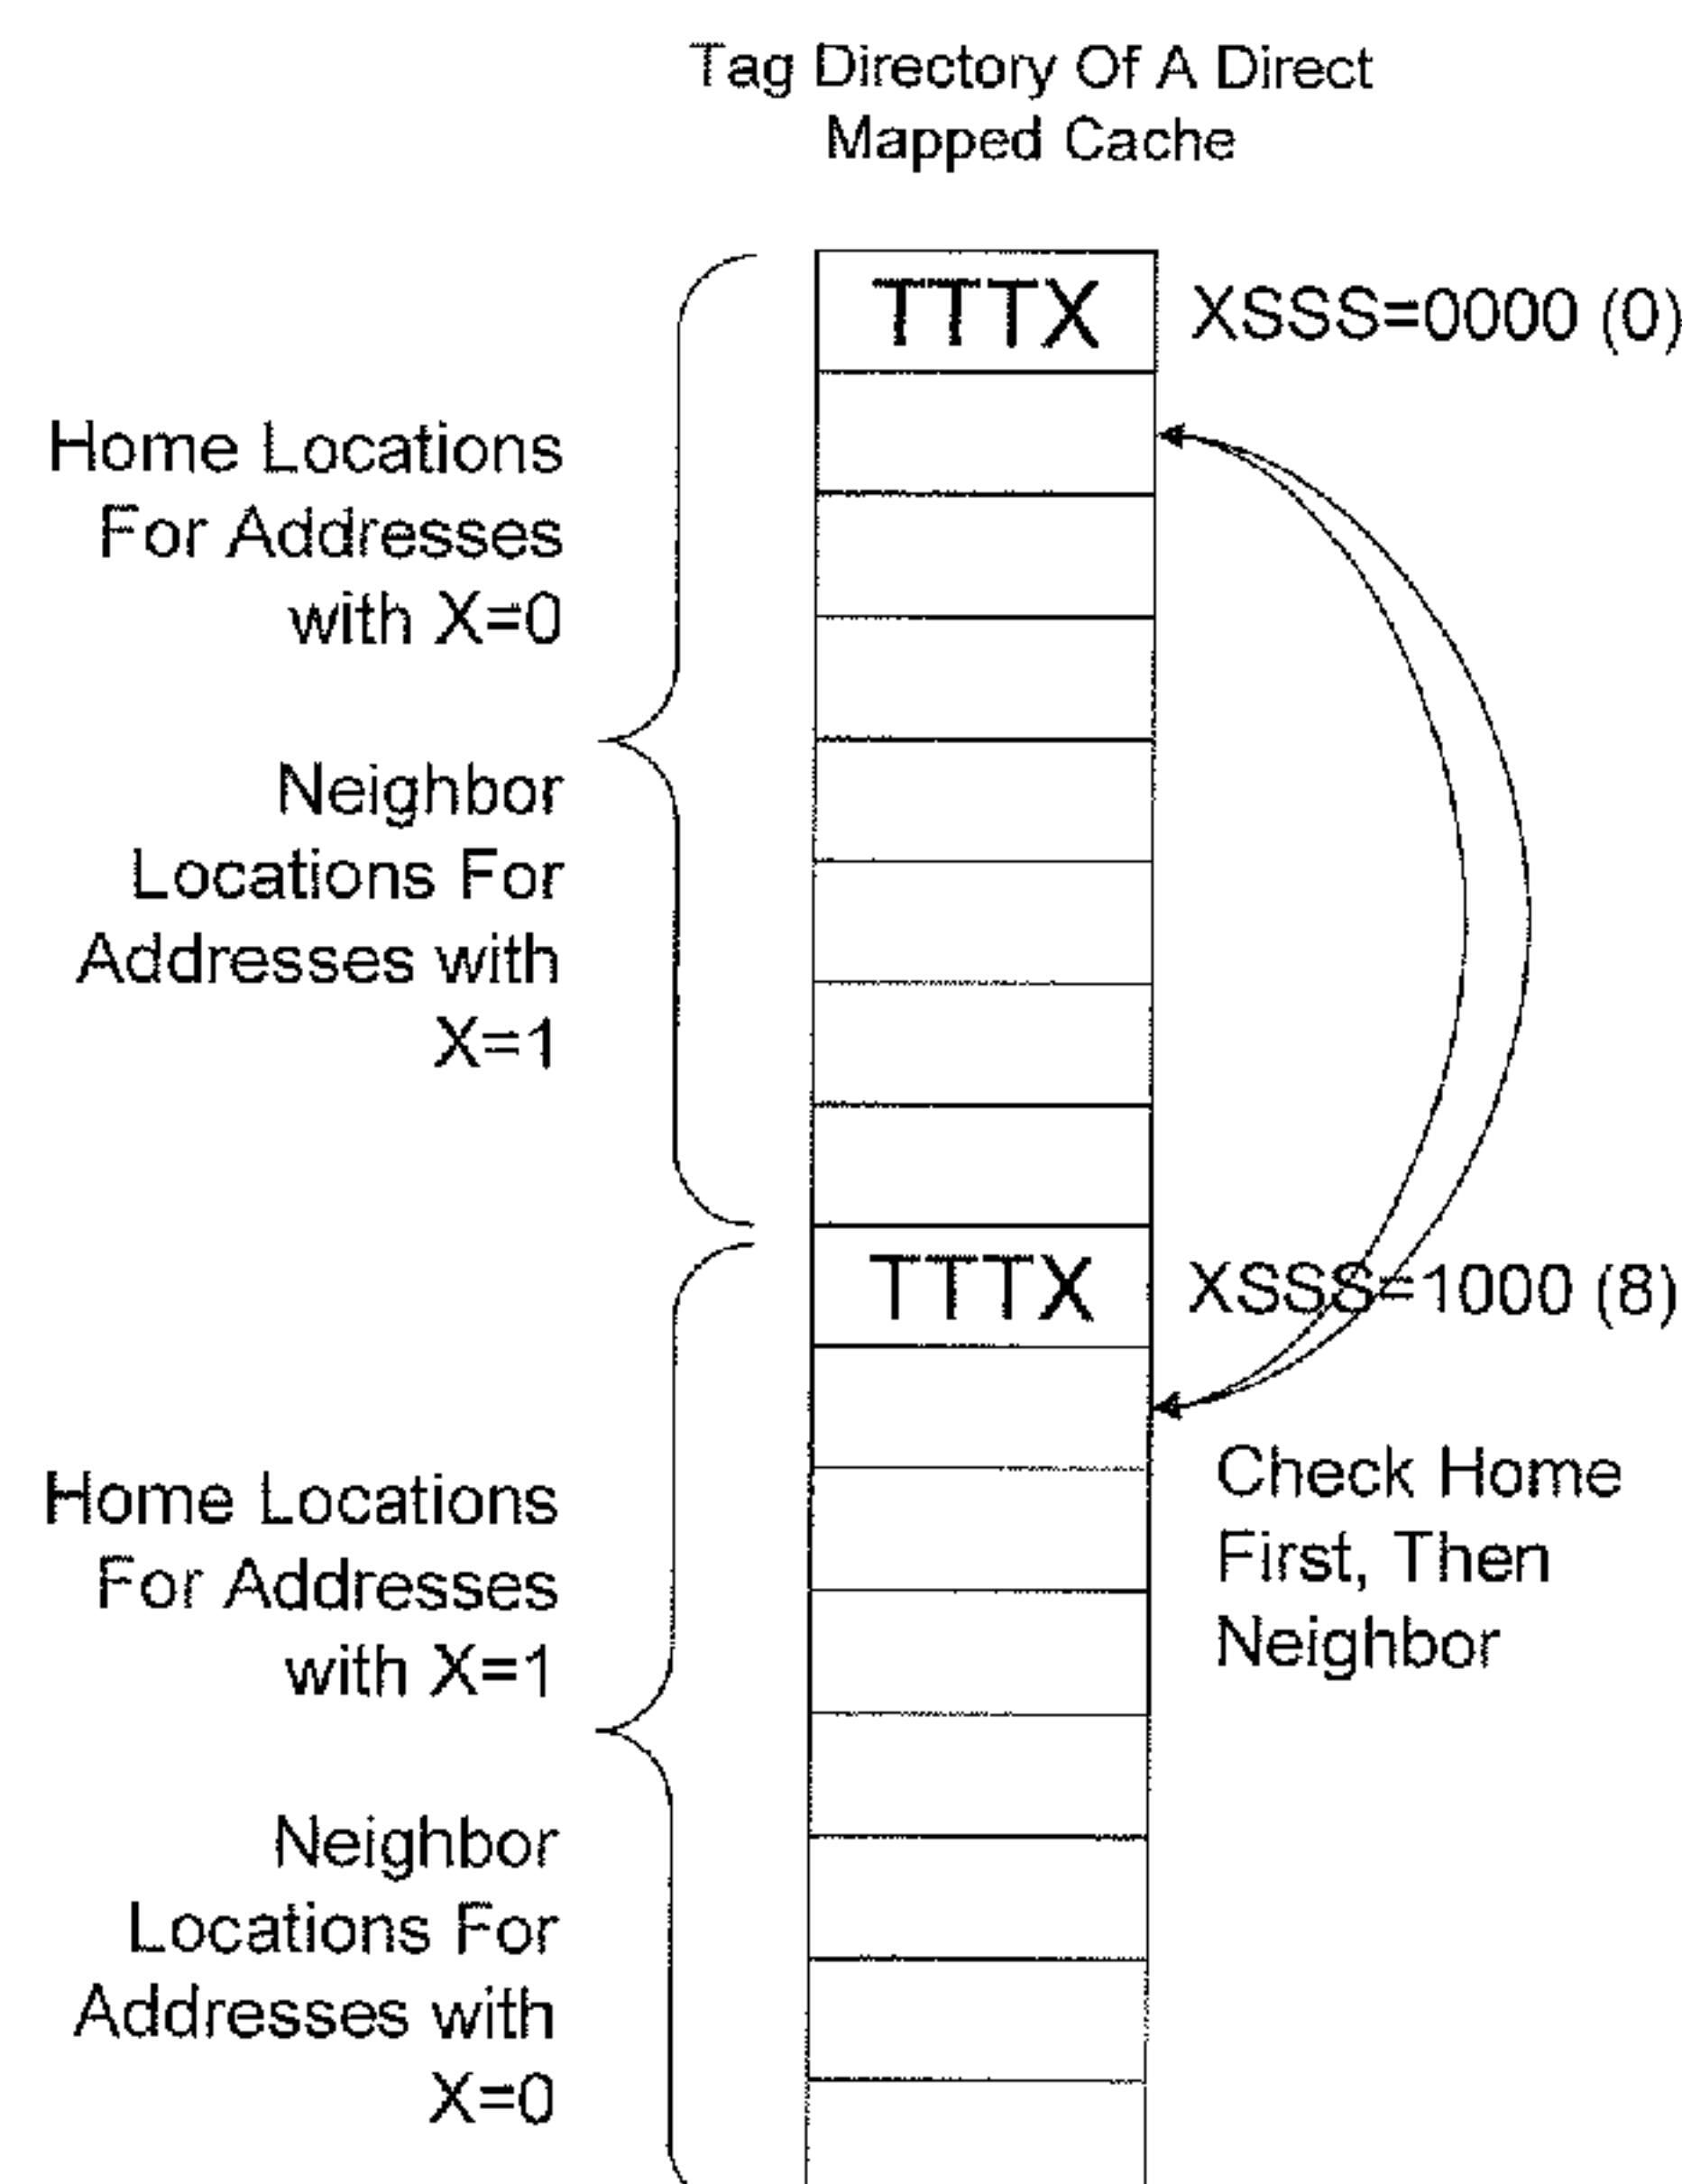 Tag Directory Of A Direct
Mapped Cache
TTTX XSSS=0000 (0)
Home Locations
For Addresses
with X=0
Neighbor
Locations For
Addresses with
X=1
TTTX XSSS=1000 (8)
Check Home
First, Then
Neighbor
Home Locations
For Addresses
with X=1
Neighbor
Locations For
Addresses with
X=0